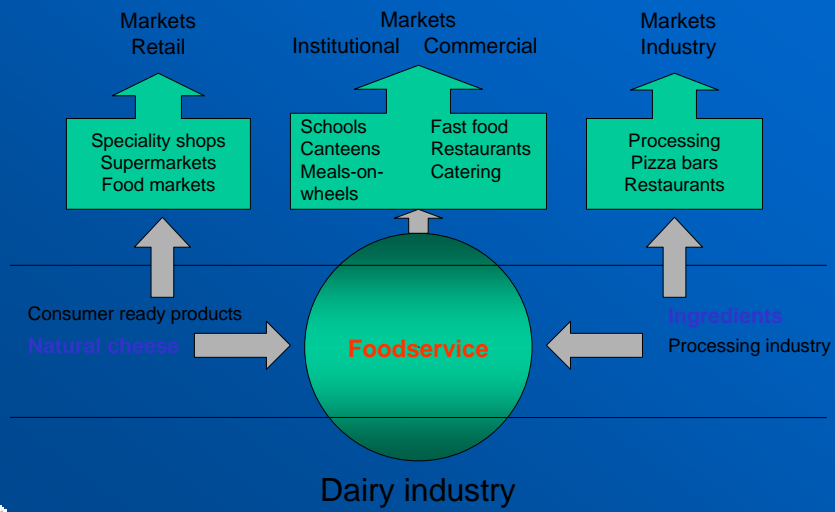 Markets
Retail
Markets
Institutional Commercial
Markets
Industry
Speciality shops
Supermarkets
Food markets
Schools
Canteens
Meals-on-
wheels
Fast food
Restaurants
Catering
Processing
Pizza bars
Restaurants
Consumer ready products
Natural cheese
Foodservice
Ingredients
Processing industry
Dairy industry